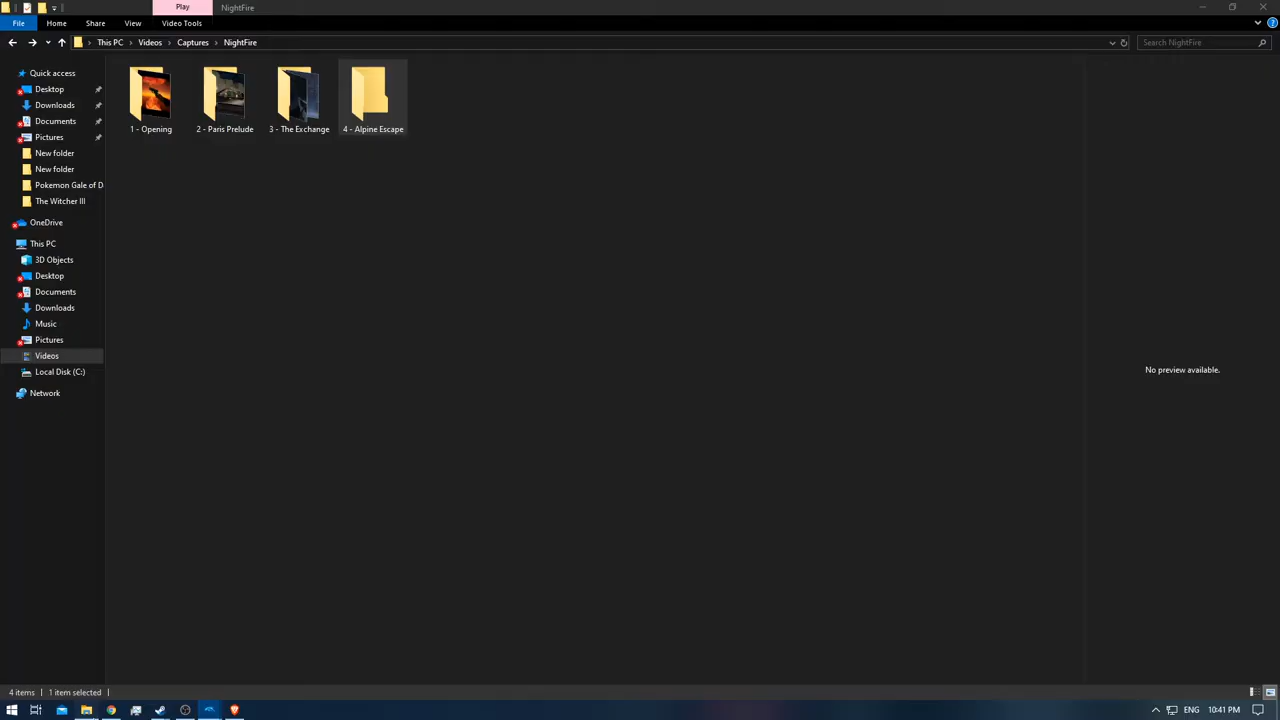 Play
NightFire
File
Home
Share
View
Video Tools
This PC
Videos
Captures
NightFire
Search NightFire
Quick access
Desktop
Downloads
Documents
Pictures
New folder
New folder
Pokemon Gale of D
The Witcher III
OneDrive
This PC
3D Objects
Desktop
Documents
Downloads
Music
Pictures
Videos
Local Disk (C:)
Network
1 - Opening
2 - Paris Prelude
3 - The Exchange
4 - Alpine Escape
No preview available.
4 items
1 item selected
ENG
10:41 PM